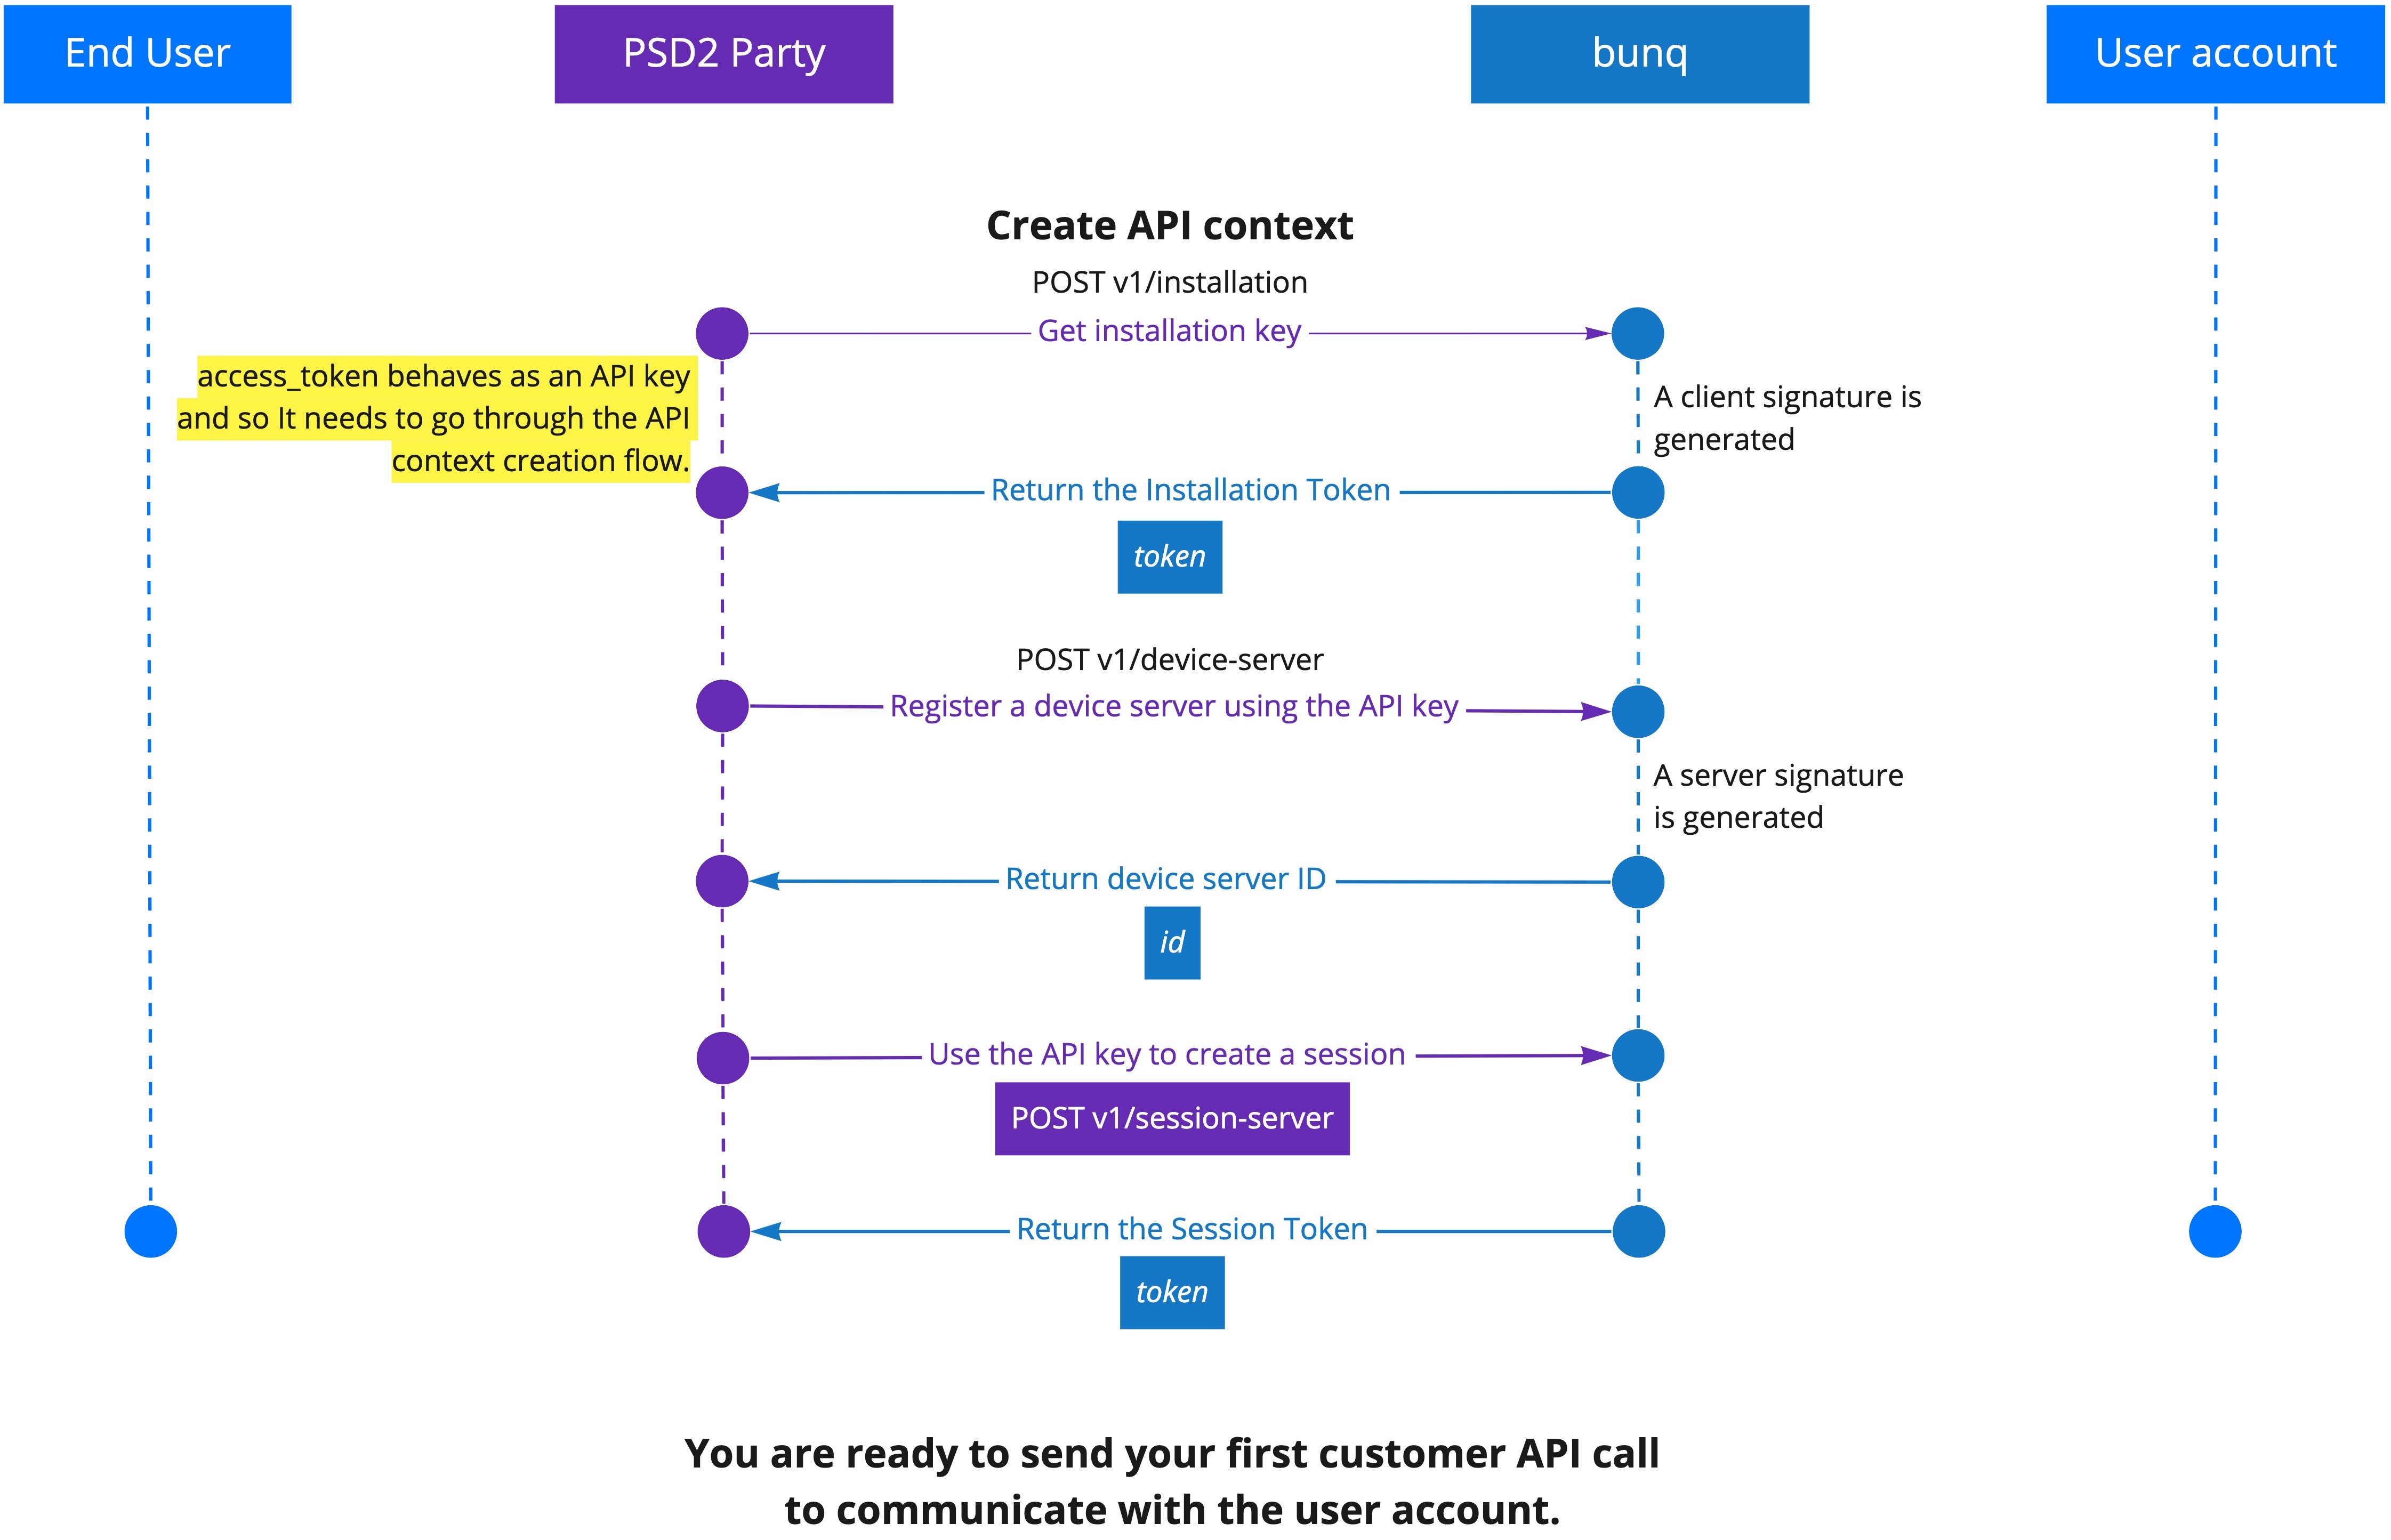 End User
PSD2 Party
bunq
User account
Create API context
POST v1/installation
Get installation key
access_token behaves as an API key
and so It needs to go through the API
context creation flow.
A client signature is
generated
Return the Installation Token
token
POST v1/device-server
Register a device server using the API key
A server signature
is generated
Return device server ID
id
Use the API key to create a session
POST v1/session-server
Return the Session Token
token
You are ready to send your first customer API call
to communicate with the user account.